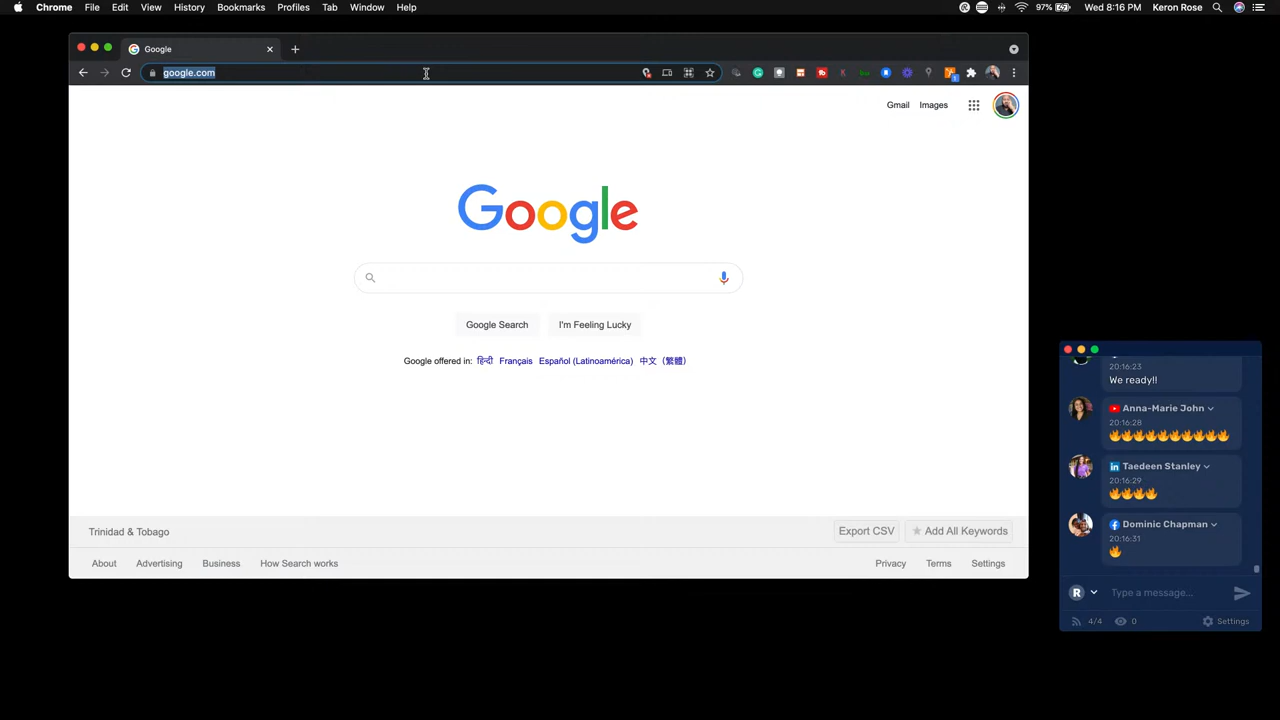 Chrome File Edit View History Bookmarks Profiles Tab Window Help 97% Wed 8:16 PM Keron Rose
Google
google.com
Gmail Images
Google
Google Search I'm Feeling Lucky
Google offered in: हिन्दी Français Español (Latinoamérica) 中文（繁體）
Trinidad & Tobago Export CSV Add All Keywords
About Advertising Business How Search works Privacy Terms Settings
20:16:23
We ready!!
Anna-Marie John
20:16:28
🔥🔥🔥🔥🔥🔥🔥🔥🔥🔥
Taedeen Stanley
20:16:29
🔥🔥🔥🔥
Dominic Chapman
20:16:31
🔥
R Type a message...
4/4 0 Settings